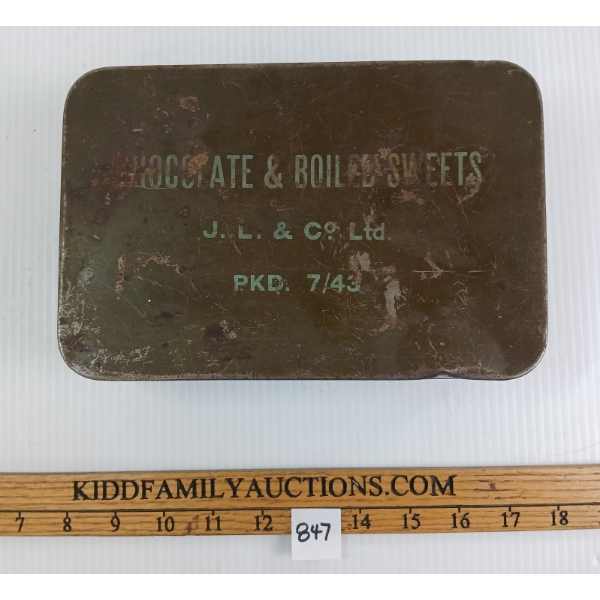 CHOCOLATE & BOILED SWEETS
J. L. & Co. Ltd.
PKD. 7/43
KIDDFAMILYAUCTIONS.COM
7 8 9 10 11 12 14 15 16 17 18
847